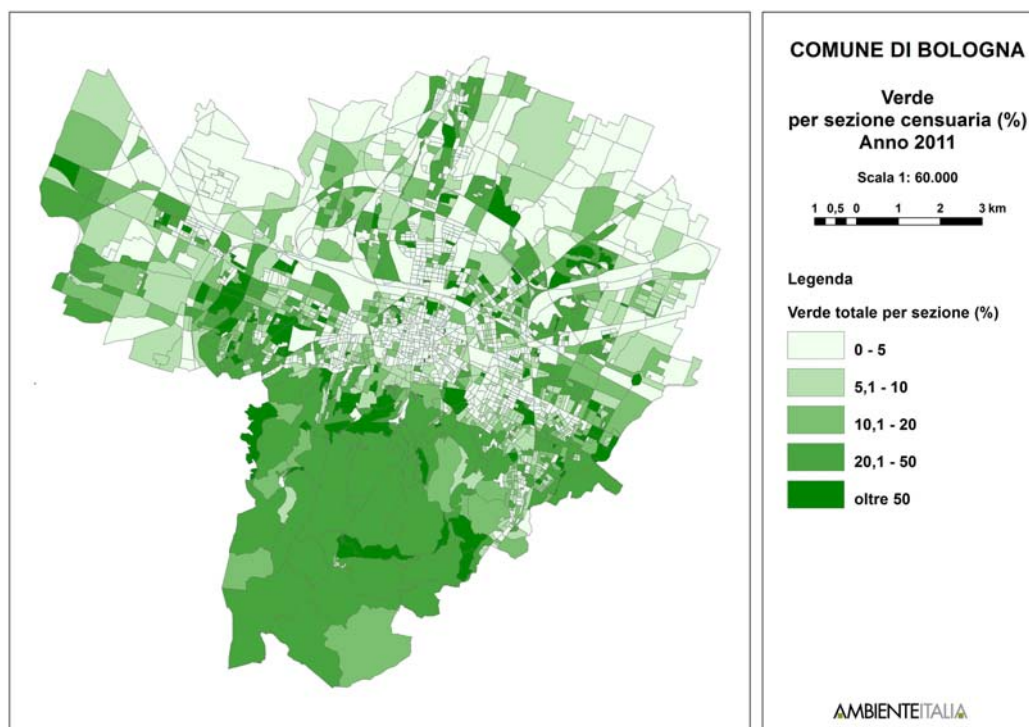 COMUNE DI BOLOGNA
Verde
per sezione censuaria (%)
Anno 2011
Scala 1: 60.000
1 0,5 0 1 2 3 km
Legenda
Verde totale per sezione (%)
0 - 5
5,1 - 10
10,1 - 20
20,1 - 50
oltre 50
AMBIENTEITALIA